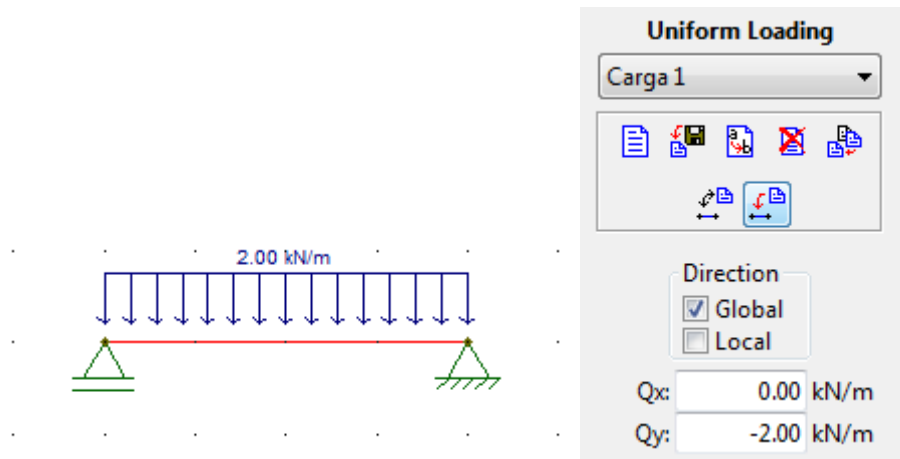 2.00 kN/m
Uniform Loading
Carga 1
a
b
Direction
Global
Local
Qx: 0.00 kN/m
Qy: -2.00 kN/m